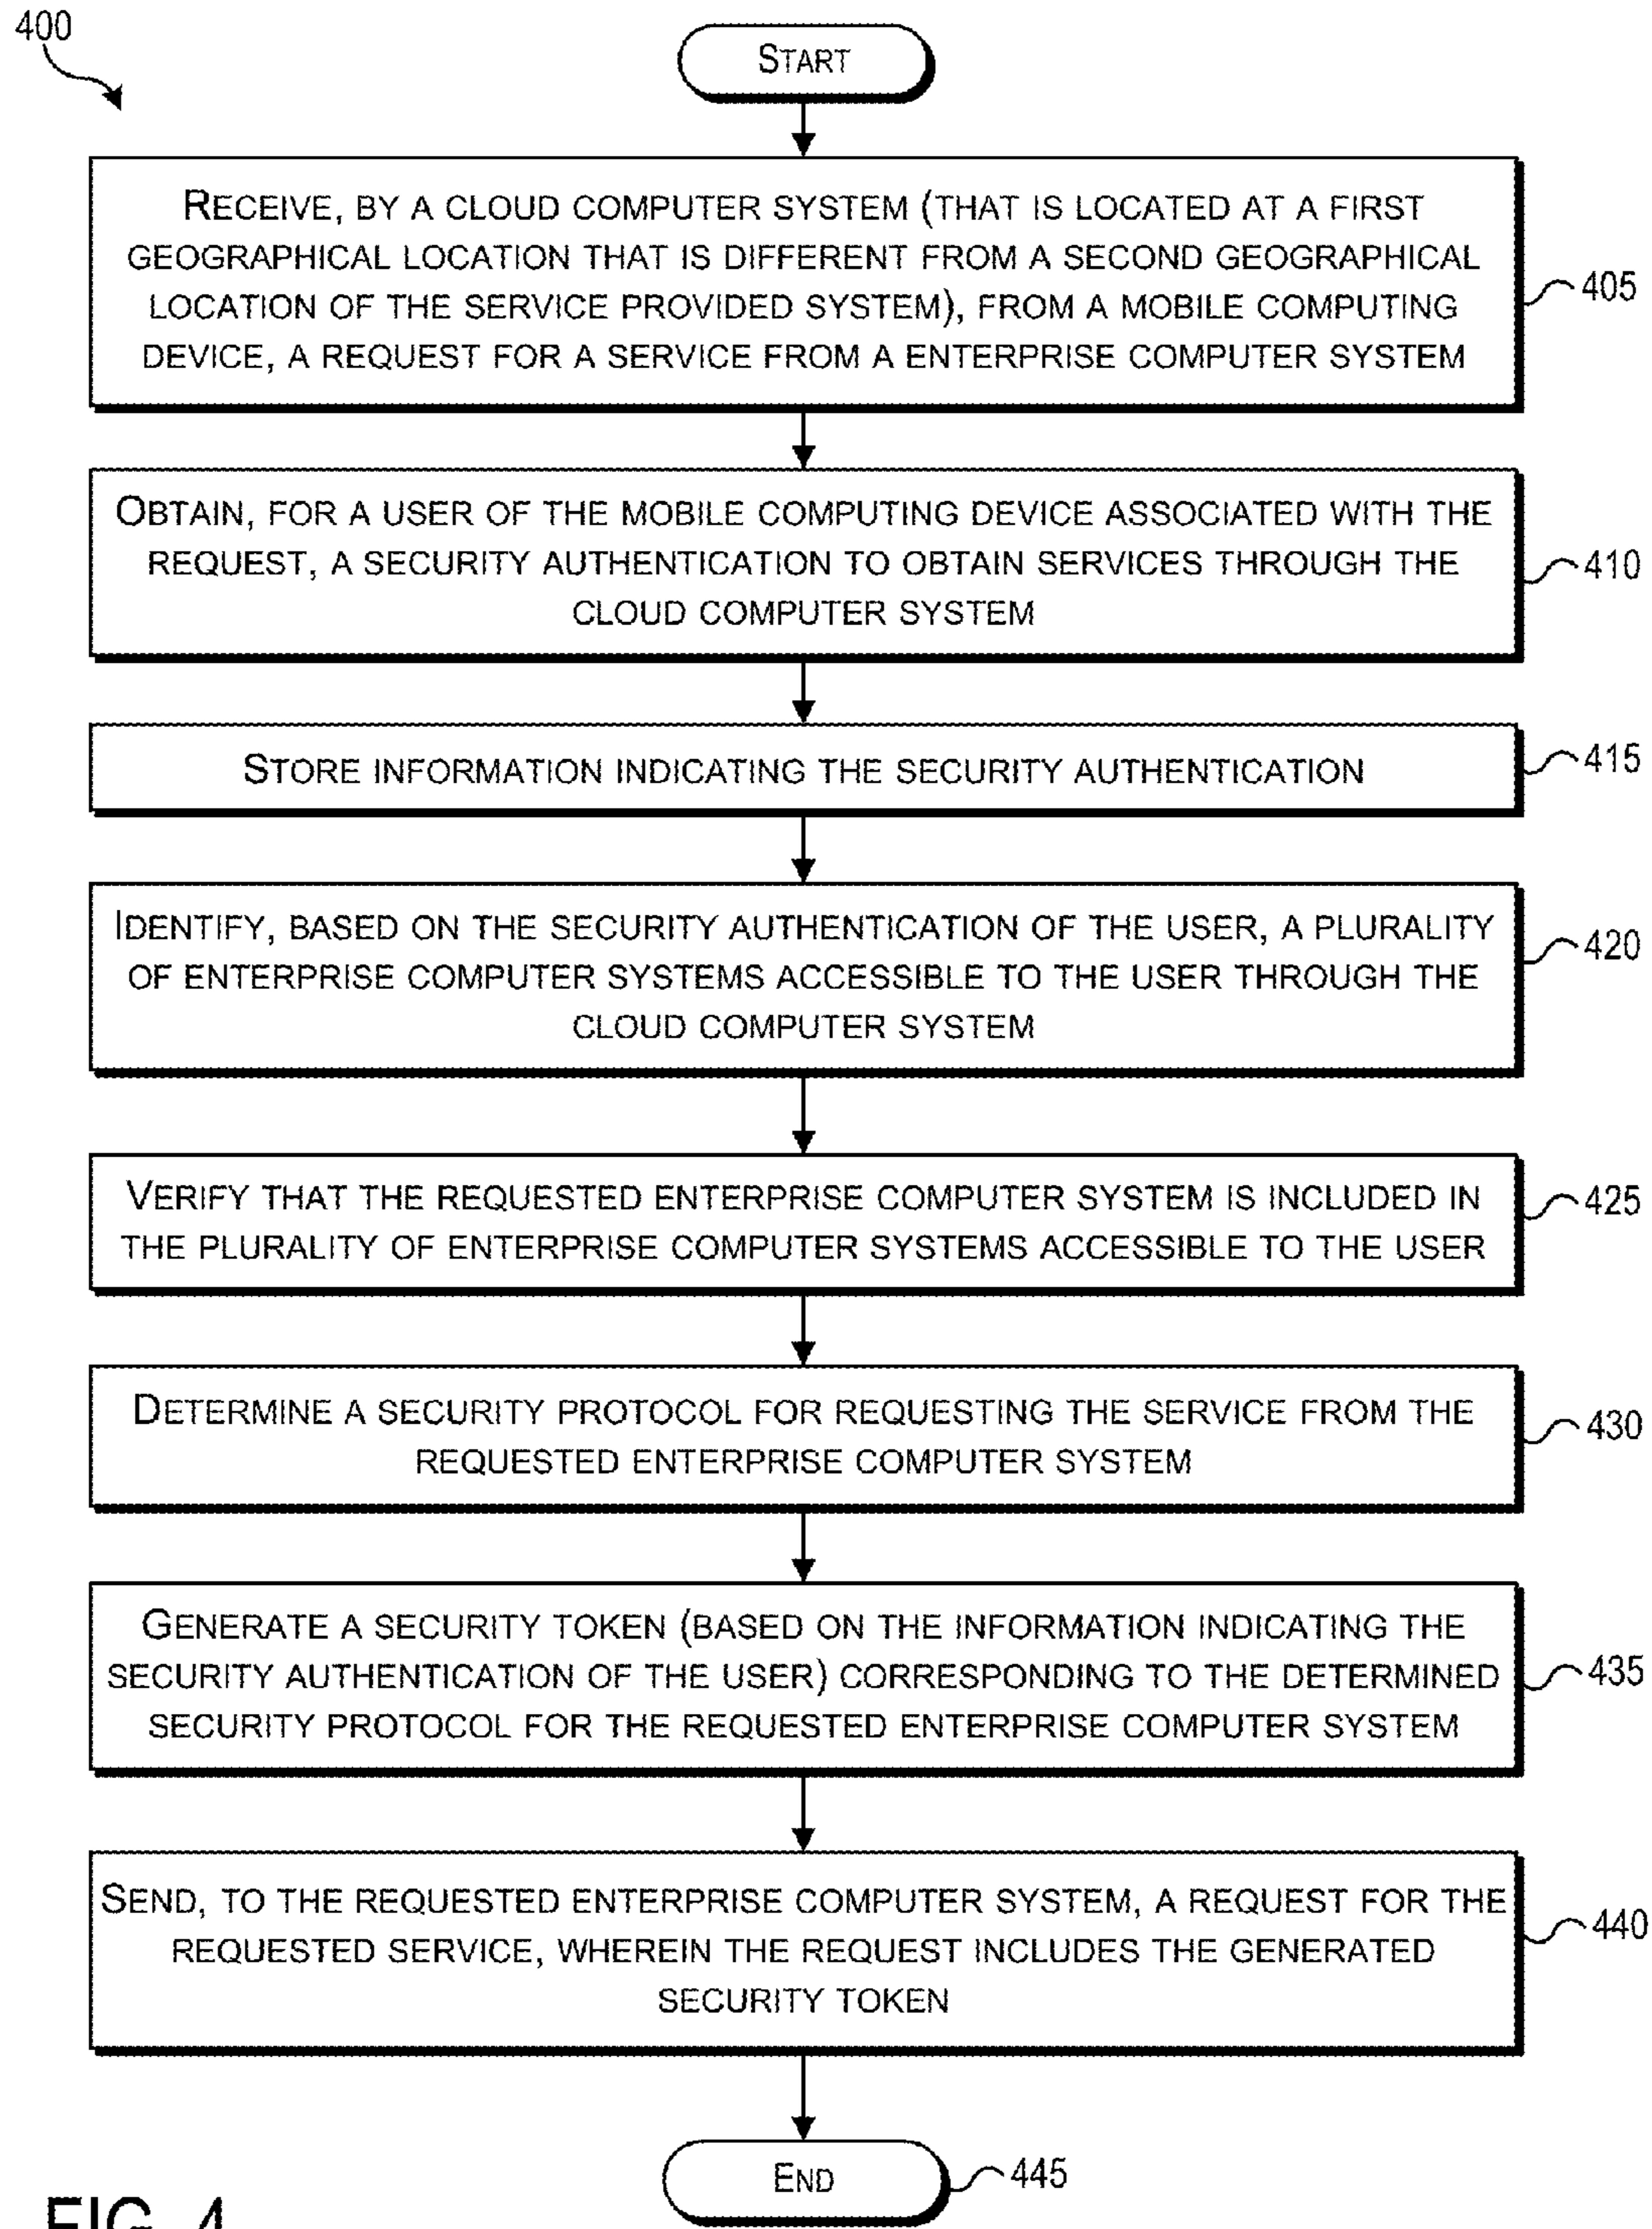 400
START
RECEIVE, BY A CLOUD COMPUTER SYSTEM (THAT IS LOCATED AT A FIRST
GEOGRAPHICAL LOCATION THAT IS DIFFERENT FROM A SECOND GEOGRAPHICAL
LOCATION OF THE SERVICE PROVIDED SYSTEM), FROM A MOBILE COMPUTING
DEVICE, A REQUEST FOR A SERVICE FROM A ENTERPRISE COMPUTER SYSTEM
405
OBTAIN, FOR A USER OF THE MOBILE COMPUTING DEVICE ASSOCIATED WITH THE
REQUEST, A SECURITY AUTHENTICATION TO OBTAIN SERVICES THROUGH THE
CLOUD COMPUTER SYSTEM
410
STORE INFORMATION INDICATING THE SECURITY AUTHENTICATION
415
IDENTIFY, BASED ON THE SECURITY AUTHENTICATION OF THE USER, A PLURALITY
OF ENTERPRISE COMPUTER SYSTEMS ACCESSIBLE TO THE USER THROUGH THE
CLOUD COMPUTER SYSTEM
420
VERIFY THAT THE REQUESTED ENTERPRISE COMPUTER SYSTEM IS INCLUDED IN
THE PLURALITY OF ENTERPRISE COMPUTER SYSTEMS ACCESSIBLE TO THE USER
425
DETERMINE A SECURITY PROTOCOL FOR REQUESTING THE SERVICE FROM THE
REQUESTED ENTERPRISE COMPUTER SYSTEM
430
GENERATE A SECURITY TOKEN (BASED ON THE INFORMATION INDICATING THE
SECURITY AUTHENTICATION OF THE USER) CORRESPONDING TO THE DETERMINED
SECURITY PROTOCOL FOR THE REQUESTED ENTERPRISE COMPUTER SYSTEM
435
SEND, TO THE REQUESTED ENTERPRISE COMPUTER SYSTEM, A REQUEST FOR THE
REQUESTED SERVICE, WHEREIN THE REQUEST INCLUDES THE GENERATED
SECURITY TOKEN
440
END
445
FIG. 4